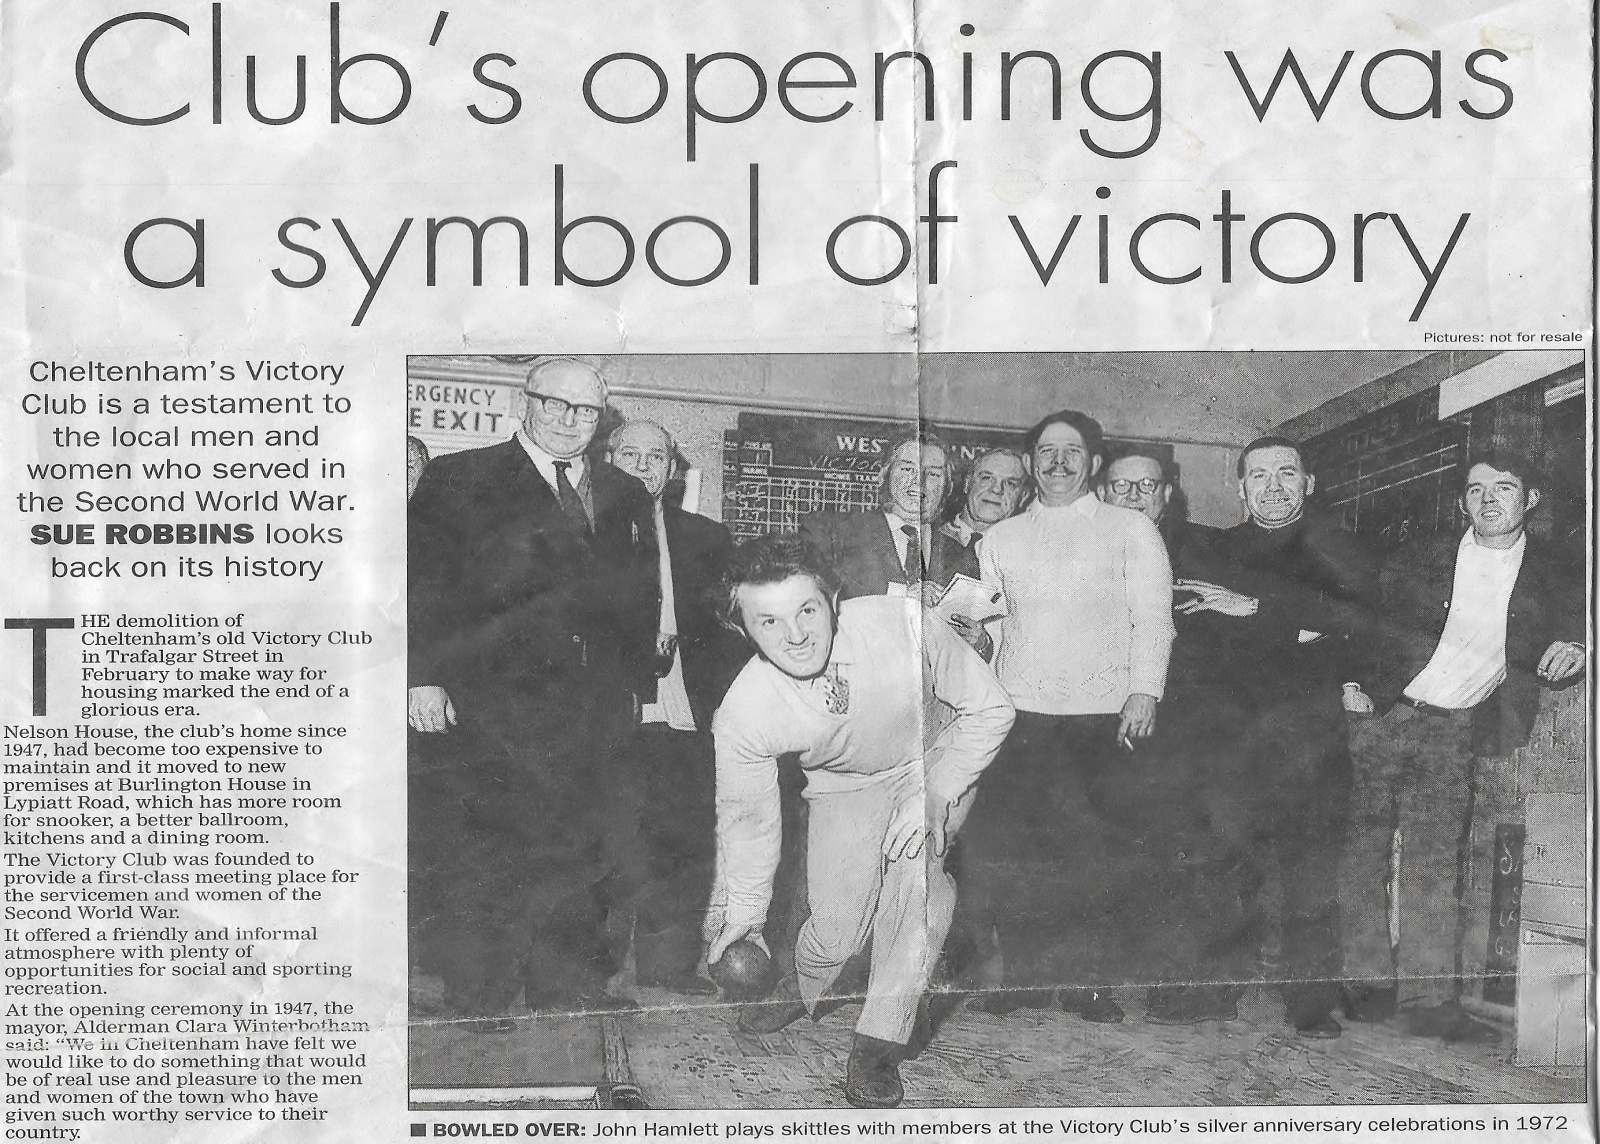 Club's opening was
a symbol of victory
Pictures: not for resale
Cheltenham's Victory
Club is a testament to
the local men and
women who served in
the Second World War.
SUE ROBBINS looks
back on its history
THE demolition of
Cheltenham's old Victory Club
in Trafalgar Street in
February to make way for
housing marked the end of a
glorious era.
Nelson House, the club's home since
1947, had become too expensive to
maintain and it moved to new
premises at Burlington House in
Lypiatt Road, which has more room
for snooker, a better ballroom,
kitchens and a dining room.
The Victory Club was founded to
provide a first-class meeting place for
the servicemen and women of the
Second World War.
It offered a friendly and informal
atmosphere with plenty of
opportunities for social and sporting
recreation.
At the opening ceremony in 1947, the
mayor, Alderman Clara Winterbotham
said: “We in Cheltenham have felt we
would like to do something that would
be of real use and pleasure to the men
and women of the town who have
given such worthy service to their
country.
ERGENCY
E EXIT
WES
VICTOR
NAME
HOME TEAM
■ BOWLED OVER: John Hamlett plays skittles with members at the Victory Club's silver anniversary celebrations in 1972